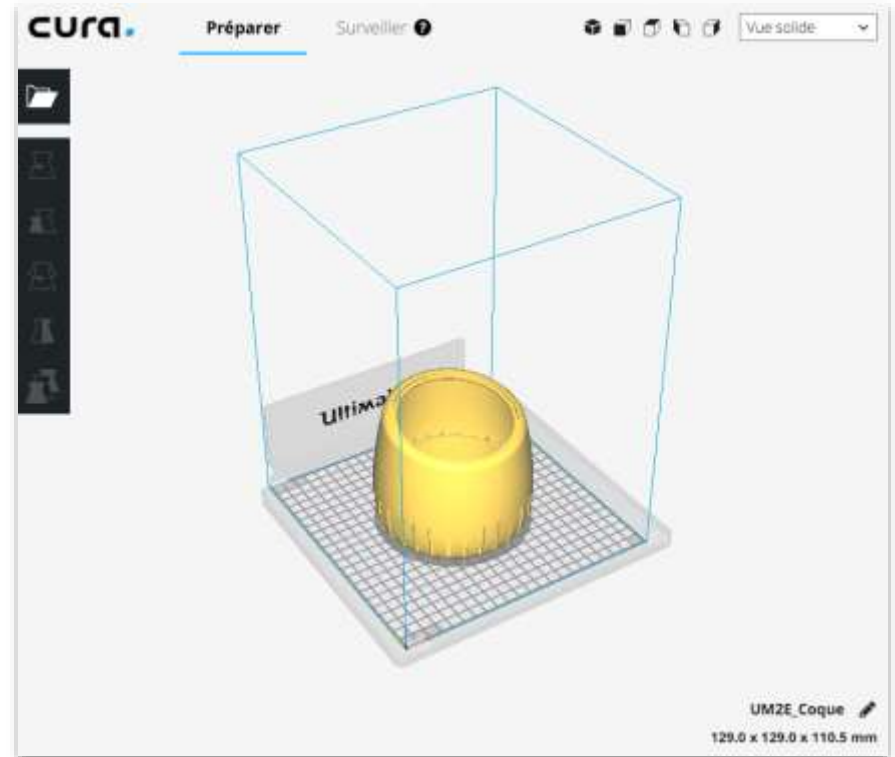 cura.
Préparer
Surveiller ?
Vue solide
Ultima
UM2E_Coque
129.0 x 129.0 x 110.5 mm